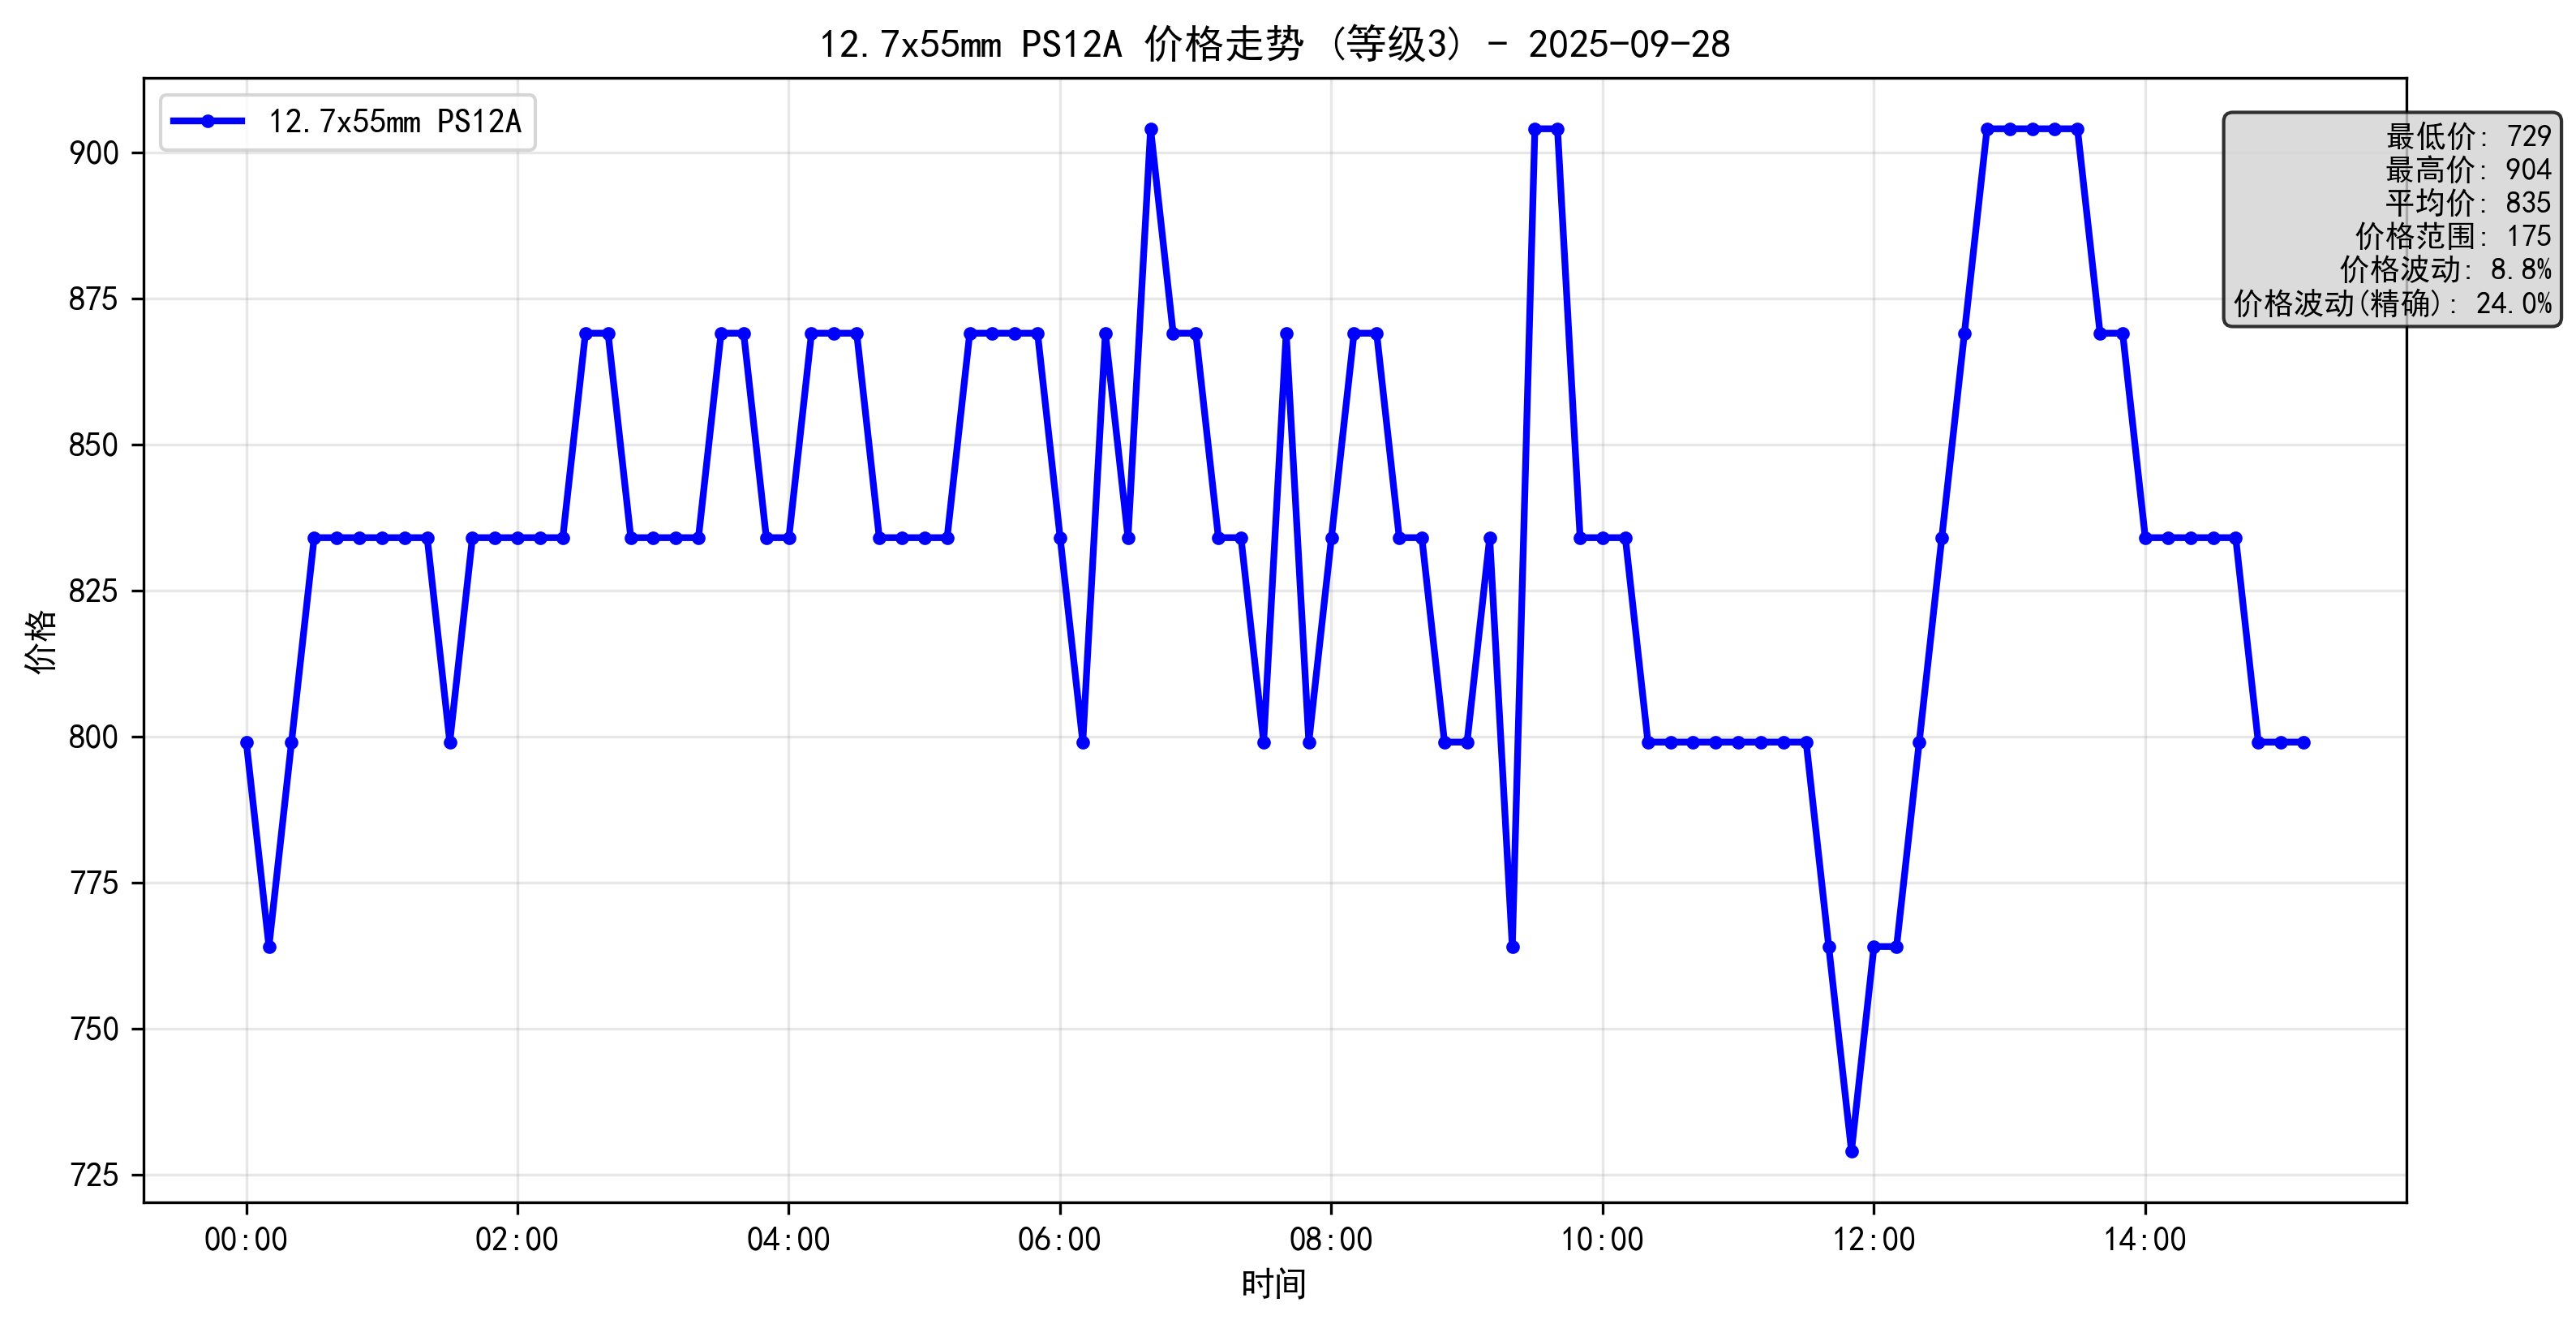 12.7x55mm PS12A 价格走势 (等级3) - 2025-09-28
12.7x55mm PS12A
最低价: 729
最高价: 904
平均价: 835
价格范围: 175
价格波动: 8.8%
价格波动(精确): 24.0%
900
875
850
825
800
775
750
725
价格
00:00 02:00 04:00 06:00 08:00 10:00 12:00 14:00
时间